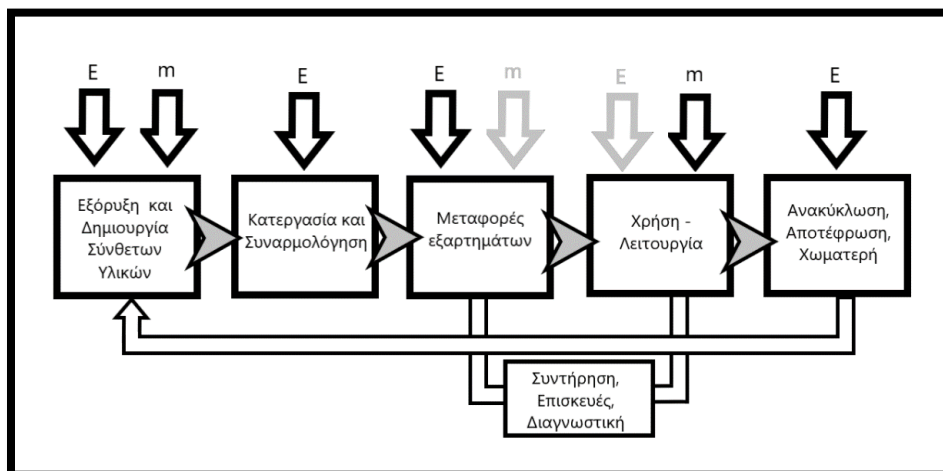 E m E E m E m E
Εξόρυξη και
Δημιουργία
Σύνθετων
Υλικών
Κατεργασία και
Συναρμολόγηση
Μεταφορές
εξαρτημάτων
Χρήση -
Λειτουργία
Ανακύκλωση,
Αποτέφρωση,
Χωματερή
Συντήρηση,
Επισκευές,
Διαγνωστική